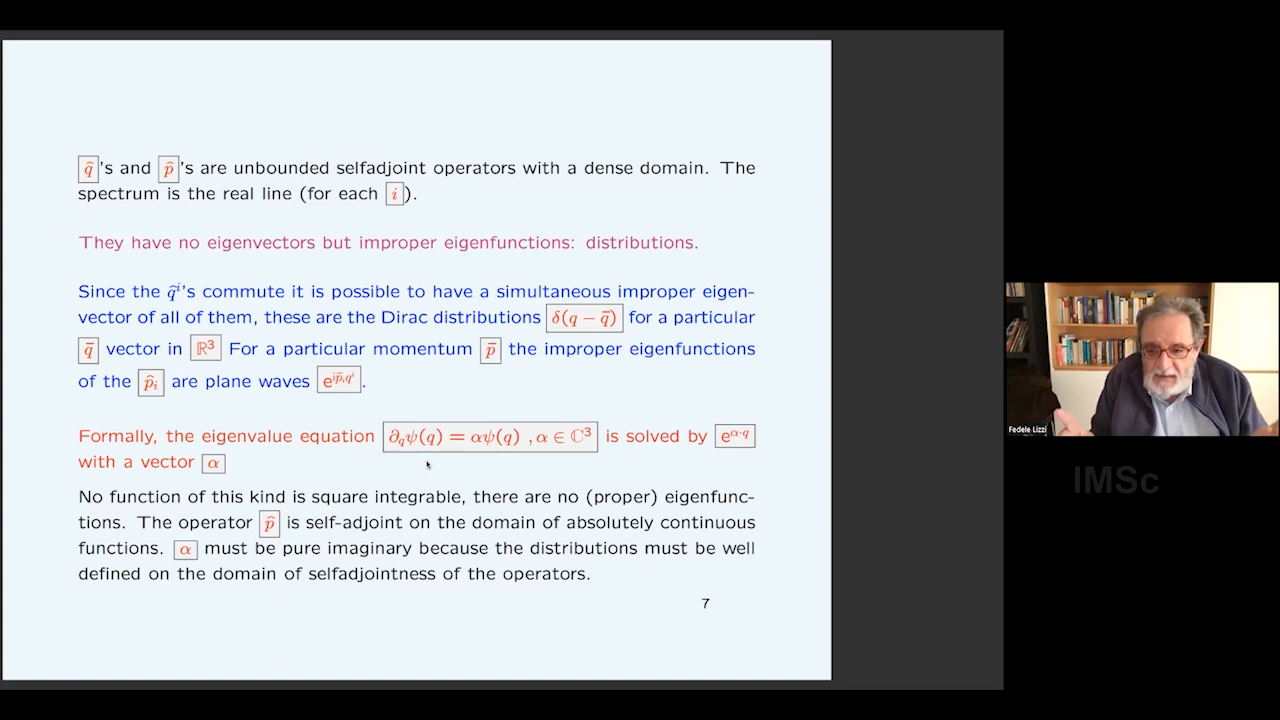 q̂'s and p̂'s are unbounded selfadjoint operators with a dense domain. The
spectrum is the real line (for each i).
They have no eigenvectors but improper eigenfunctions: distributions.
Since the q̂ⁱ's commute it is possible to have a simultaneous improper eigen-
vector of all of them, these are the Dirac distributions δ(q − q̄) for a particular
q̄ vector in ℝ³ For a particular momentum p̄ the improper eigenfunctions
of the p̂ᵢ are plane waves e^{ip̄ᵢqⁱ}.
Formally, the eigenvalue equation ∂_qψ(q) = αψ(q) , α ∈ ℂ³ is solved by e^{α·q}
with a vector α
No function of this kind is square integrable, there are no (proper) eigenfunc-
tions. The operator p̂ is self-adjoint on the domain of absolutely continuous
functions. α must be pure imaginary because the distributions must be well
defined on the domain of selfadjointness of the operators.
7
Fedele Lizzi
IMSc